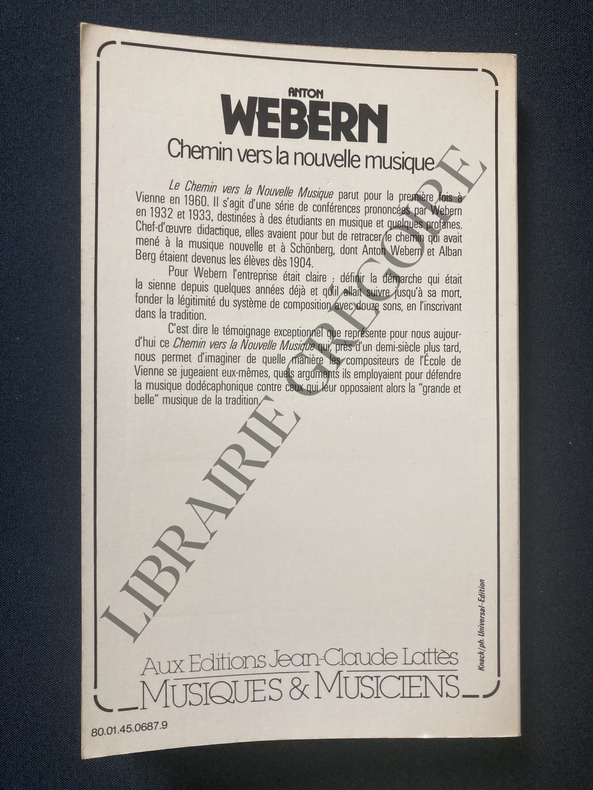 ANTON
WEBERN
Chemin vers la nouvelle musique
Le Chemin vers la Nouvelle Musique parut pour la première fois à
Vienne en 1960. Il s'agit d'une série de conférences prononcées par Webern
en 1932 et 1933, destinées à des étudiants en musique et quelques profanes.
Chef-d'œuvre didactique, elles avaient pour but de retracer le chemin qui avait
mené à la musique nouvelle et à Schönberg, dont Anton Webern et Alban
Berg étaient devenus les élèves dès 1904.
Pour Webern l'entreprise était claire : définir la démarche qui était
la sienne depuis quelques années déjà et qu'il allait suivre jusqu'à sa mort,
fonder la légitimité du système de composition avec douze sons, en l'inscrivant
dans la tradition.
C'est dire le témoignage exceptionnel que représente pour nous aujour-
d'hui ce Chemin vers la Nouvelle Musique qui, près d'un demi-siècle plus tard,
nous permet d'imaginer de quelle manière les compositeurs de l'École de
Vienne se jugeaient eux-mêmes, quels arguments ils employaient pour défendre
la musique dodécaphonique contre ceux qui leur opposaient alors la "grande et
belle" musique de la tradition.
LIBRAIRIE GRÉGOIRE
Knack/ph. Universal-Edition
Aux Editions Jean-Claude Lattès
MUSIQUES & MUSICIENS
80.01.45.0687.9